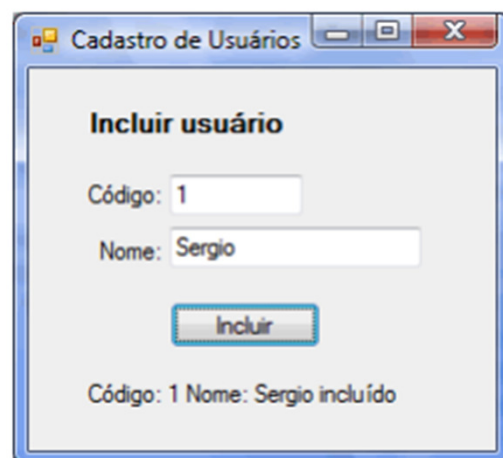 Cadastro de Usuários
Incluir usuário
Código: 1
Nome: Sergio
Incluir
Código: 1 Nome: Sergio incluído